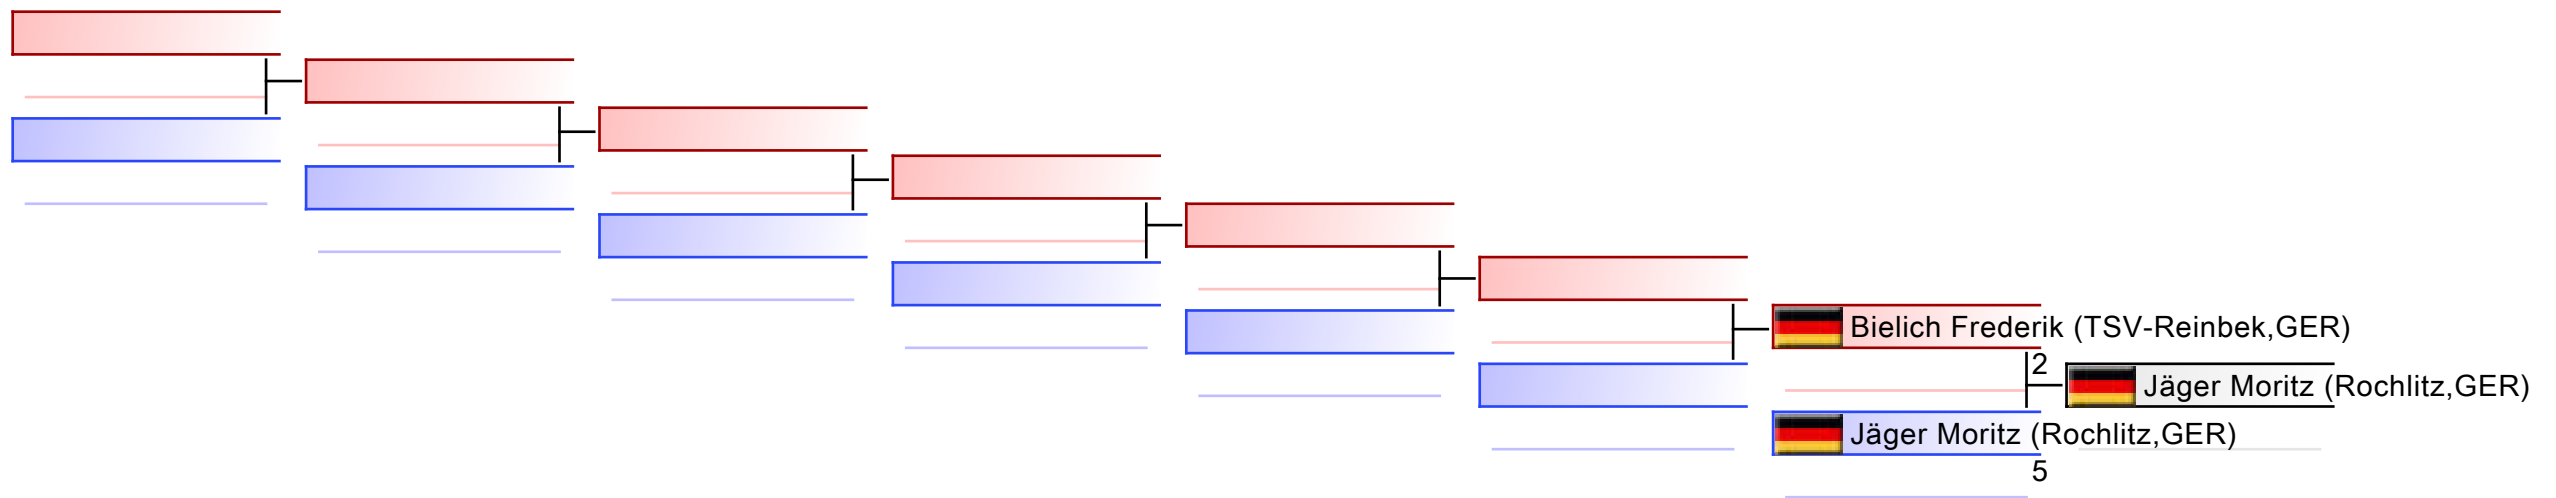 Bielich Frederik (TSV-Reinbek,GER)
2
Jäger Moritz (Rochlitz,GER)
Jäger Moritz (Rochlitz,GER)
5